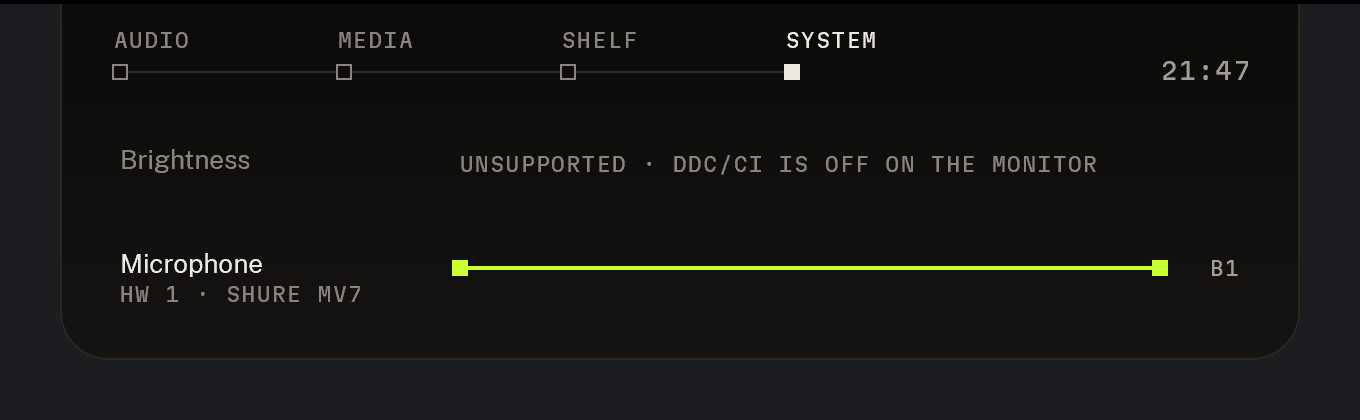 AUDIO MEDIA SHELF SYSTEM
21:47
Brightness UNSUPPORTED · DDC/CI IS OFF ON THE MONITOR
Microphone B1
HW 1 · SHURE MV7